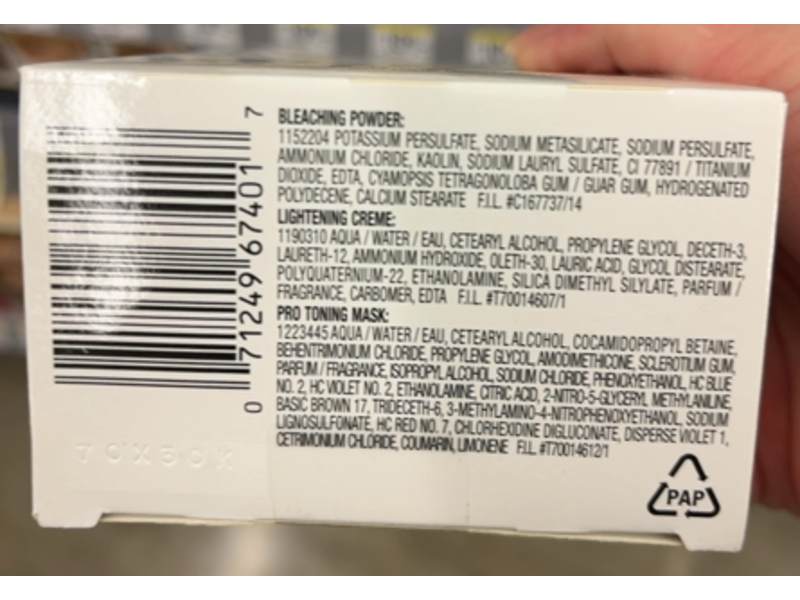 BLEACHING POWDER:
1152204 POTASSIUM PERSULFATE, SODIUM METASILICATE, SODIUM PERSULFATE,
AMMONIUM CHLORIDE, KAOLIN, SODIUM LAURYL SULFATE, CI 77891 / TITANIUM
DIOXIDE, EDTA, CYAMOPSIS TETRAGONOLOBA GUM / GUAR GUM, HYDROGENATED
POLYDECENE, CALCIUM STEARATE F.I.L. #C167737/14
LIGHTENING CREME:
1190310 AQUA / WATER / EAU, CETEARYL ALCOHOL, PROPYLENE GLYCOL, DECETH-3,
LAURETH-12, AMMONIUM HYDROXIDE, OLETH-30, LAURIC ACID, GLYCOL DISTEARATE,
POLYQUATERNIUM-22, ETHANOLAMINE, SILICA DIMETHYL SILYLATE, PARFUM /
FRAGRANCE, CARBOMER, EDTA F.I.L. #T70014607/1
PRO TONING MASK:
1223445 AQUA / WATER / EAU, CETEARYL ALCOHOL, COCAMIDOPROPYL BETAINE,
BEHENTRIMONIUM CHLORIDE, PROPYLENE GLYCOL, AMODIMETHICONE, SCLEROTIUM GUM,
PARFUM / FRAGRANCE, ISOPROPYL ALCOHOL, SODIUM CHLORIDE, PHENOXYETHANOL, HC BLUE
NO. 2, HC VIOLET NO. 2, ETHANOLAMINE, CITRIC ACID, 2-NITRO-5-GLYCERYL METHYLANILINE,
BASIC BROWN 17, TRIDECETH-6, 3-METHYLAMINO-4-NITROPHENOXYETHANOL, SODIUM
LIGNOSULFONATE, HC RED NO. 7, CHLORHEXIDINE DIGLUCONATE, DISPERSE VIOLET 1,
CETRIMONIUM CHLORIDE, COUMARIN, LIMONENE F.I.L. #T70014612/1
0 71249 67401 7
PAP